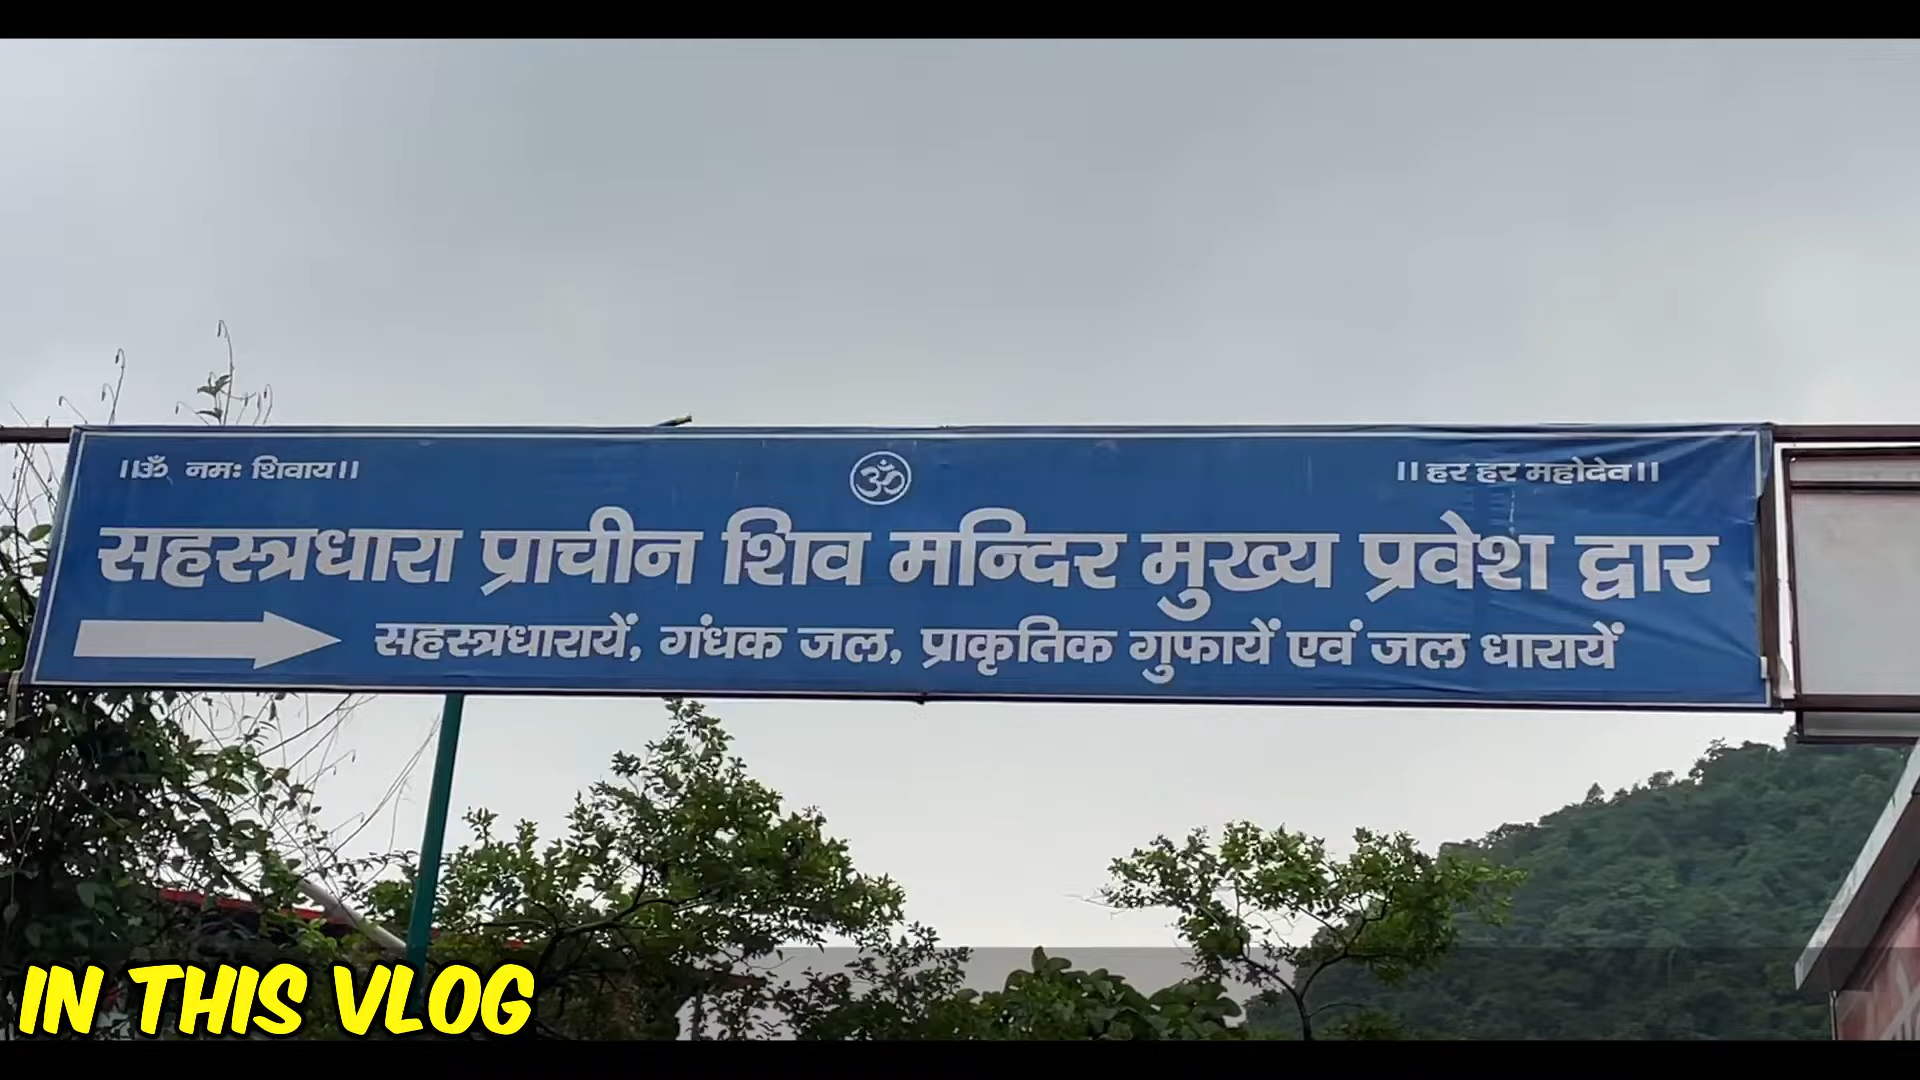 ।।ॐ नमः शिवाय।।
ॐ
।।हर हर महादेव।।
सहस्त्रधारा प्राचीन शिव मन्दिर मुख्य प्रवेश द्वार
सहस्त्रधारायें, गंधक जल, प्राकृतिक गुफायें एवं जल धारायें
IN THIS VLOG